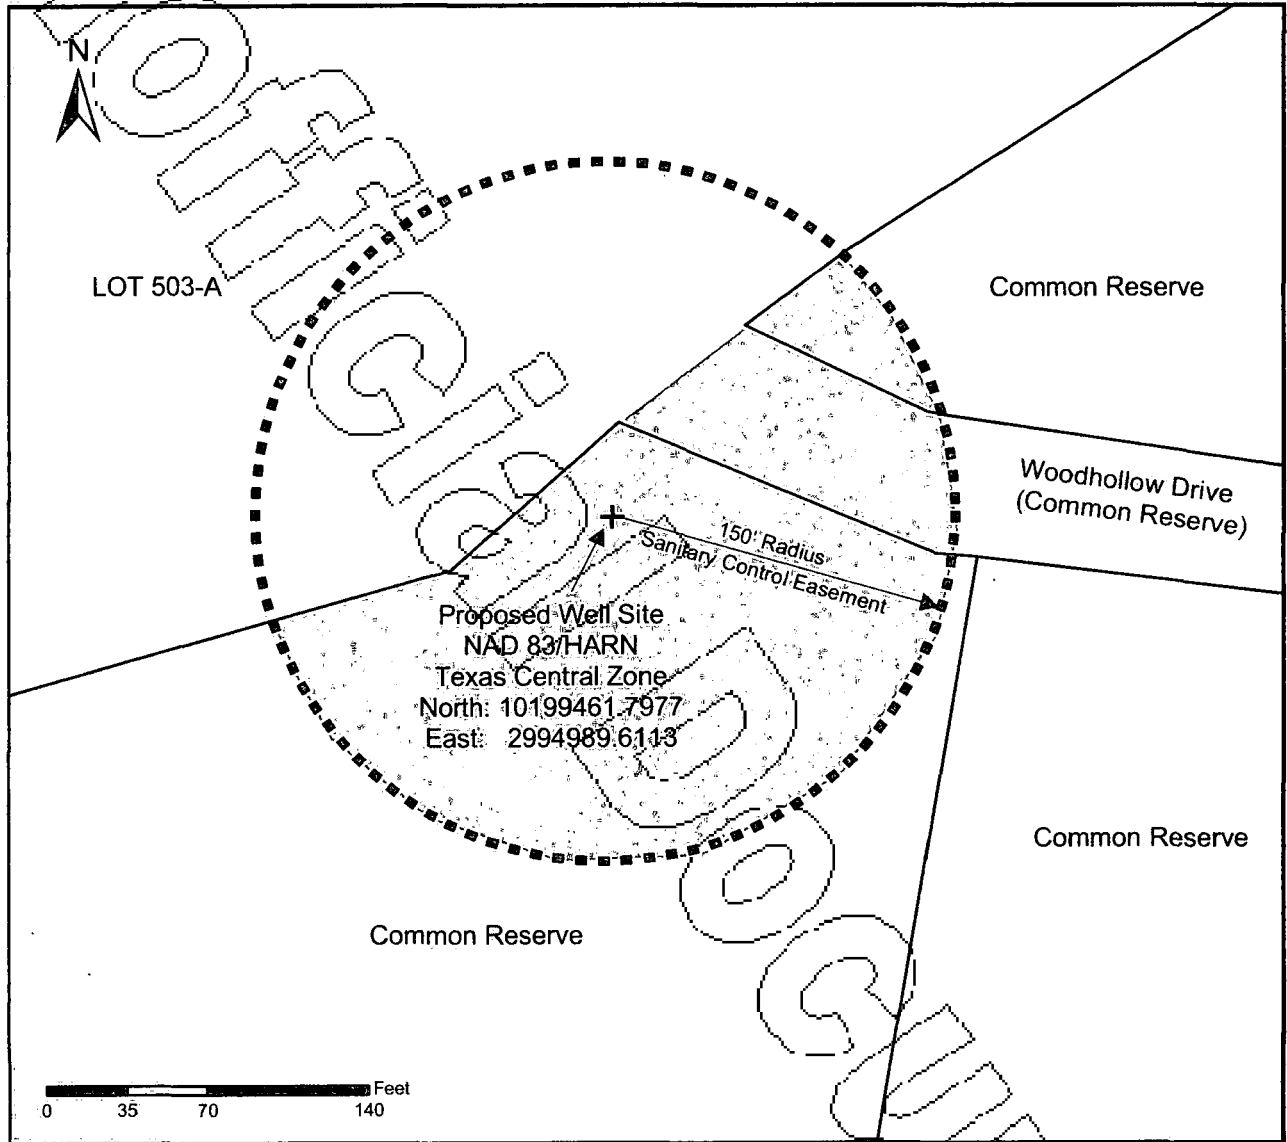 N
LOT 503-A
Common Reserve
Woodhollow Drive
(Common Reserve)
150' Radius
Sanitary Control Easement
Proposed Well Site
NAD 83/HARN
Texas Central Zone
North: 10199461.7977
East: 2994989.6113
Common Reserve
Common Reserve
Feet
0 35 70 140
official Docu